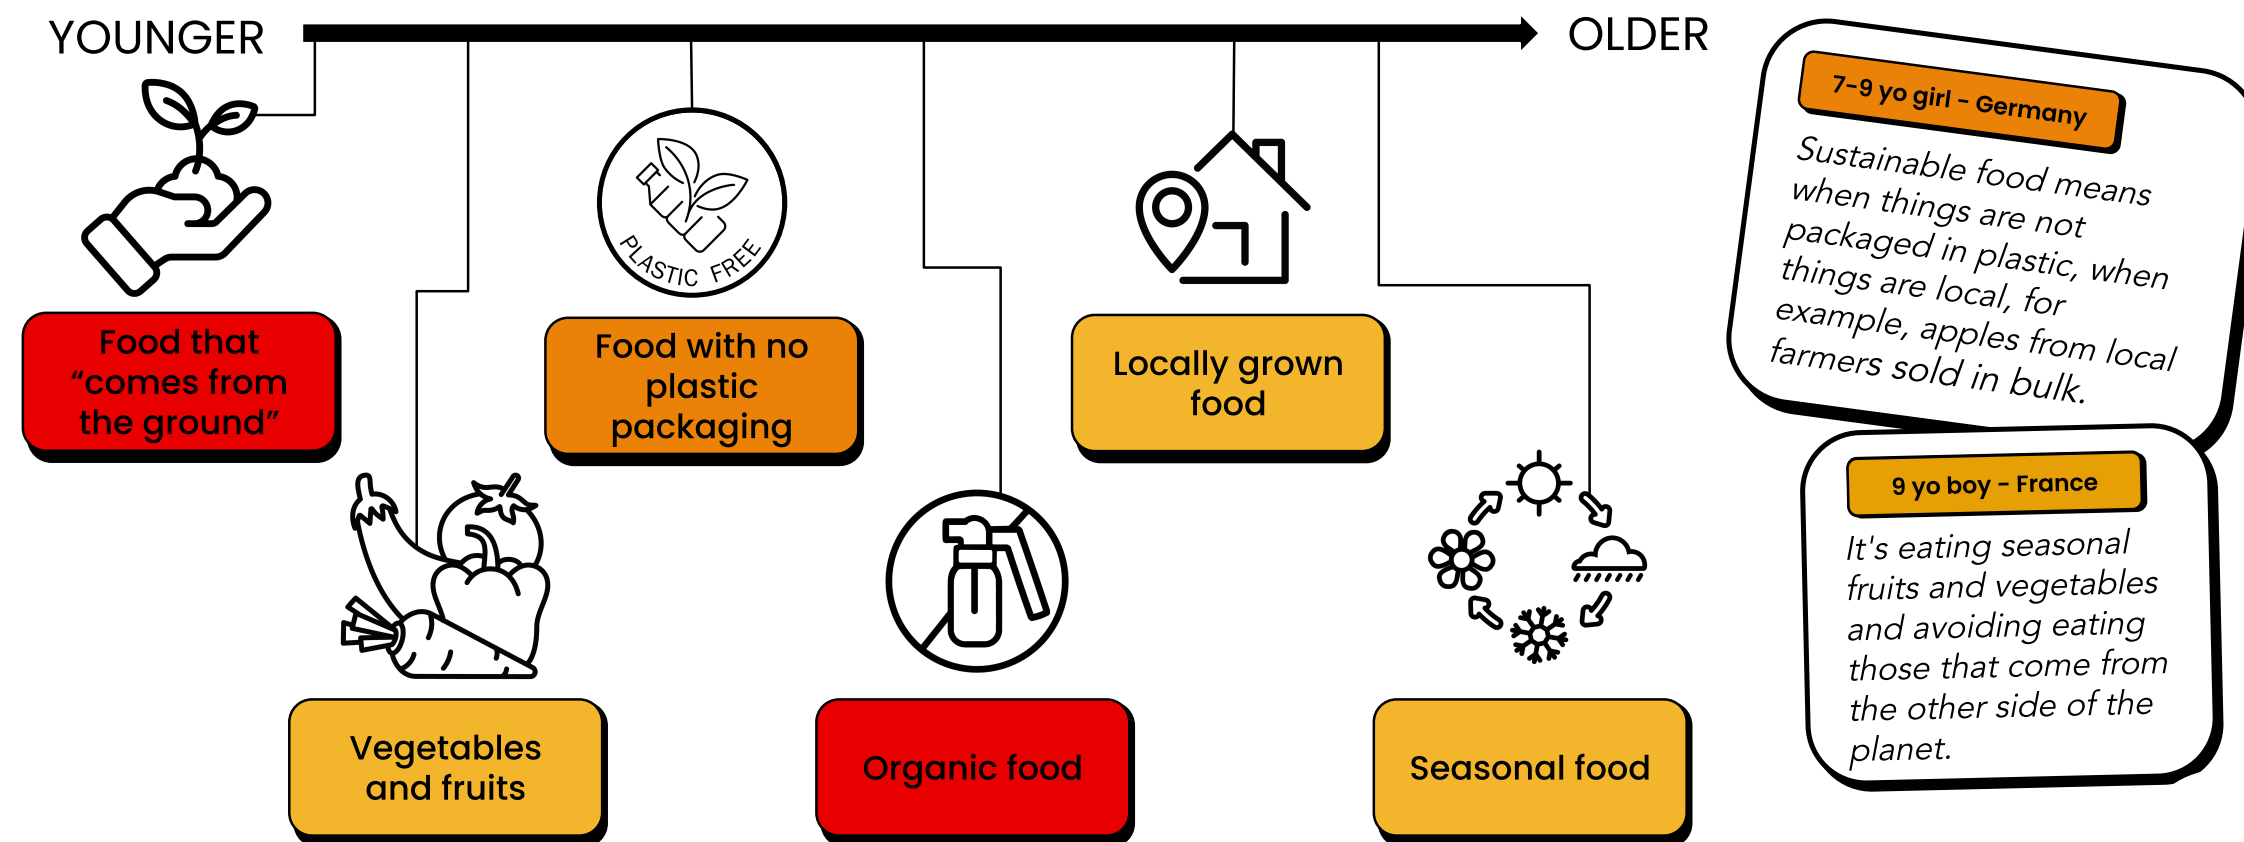 YOUNGER
OLDER
PLASTIC FREE
Food that
“comes from
the ground”
Food with no
plastic
packaging
Locally grown
food
Vegetables
and fruits
Organic food
Seasonal food
7-9 yo girl - Germany
Sustainable food means
when things are not
packaged in plastic, when
things are local, for
example, apples from local
farmers sold in bulk.
9 yo boy - France
It's eating seasonal
fruits and vegetables
and avoiding eating
those that come from
the other side of the
planet.